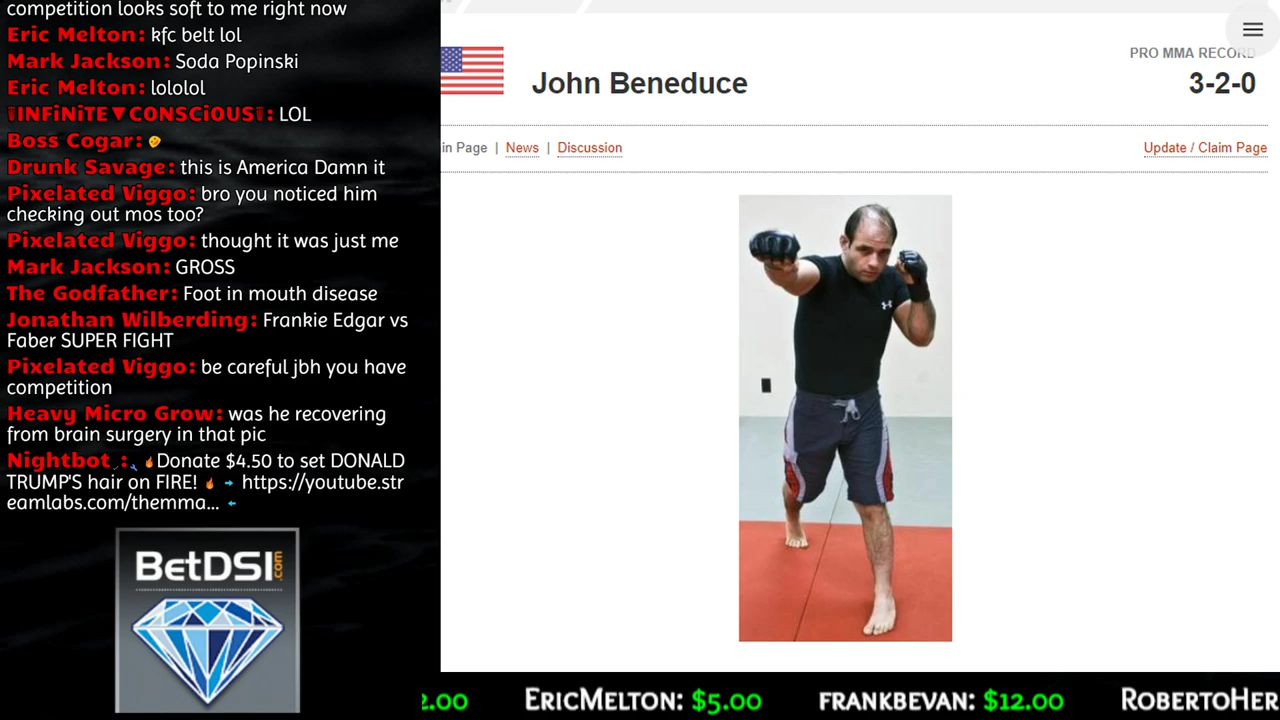 competition looks soft to me right now
Eric Melton: kfc belt lol
Mark Jackson: Soda Popinski
Eric Melton: lololol
INFiNiTE▼C0NSCiOUS: LOL
Boss Cogar:
Drunk Savage: this is America Damn it
Pixelated Viggo: bro you noticed him
checking out mos too?
Pixelated Viggo: thought it was just me
Mark Jackson: GROSS
The Godfather: Foot in mouth disease
Jonathan Wilberding: Frankie Edgar vs
Faber SUPER FIGHT
Pixelated Viggo: be careful jbh you have
competition
Heavy Micro Grow: was he recovering
from brain surgery in that pic
Nightbot : Donate $4.50 to set DONALD
TRUMP'S hair on FIRE! https://youtube.str
eamlabs.com/themma...
BetDSI.com
John Beneduce
PRO MMA RECORD
3-2-0
in Page | News | Discussion
Update / Claim Page
2.00 EricMelton: $5.00 frankbevan: $12.00 RobertoHer